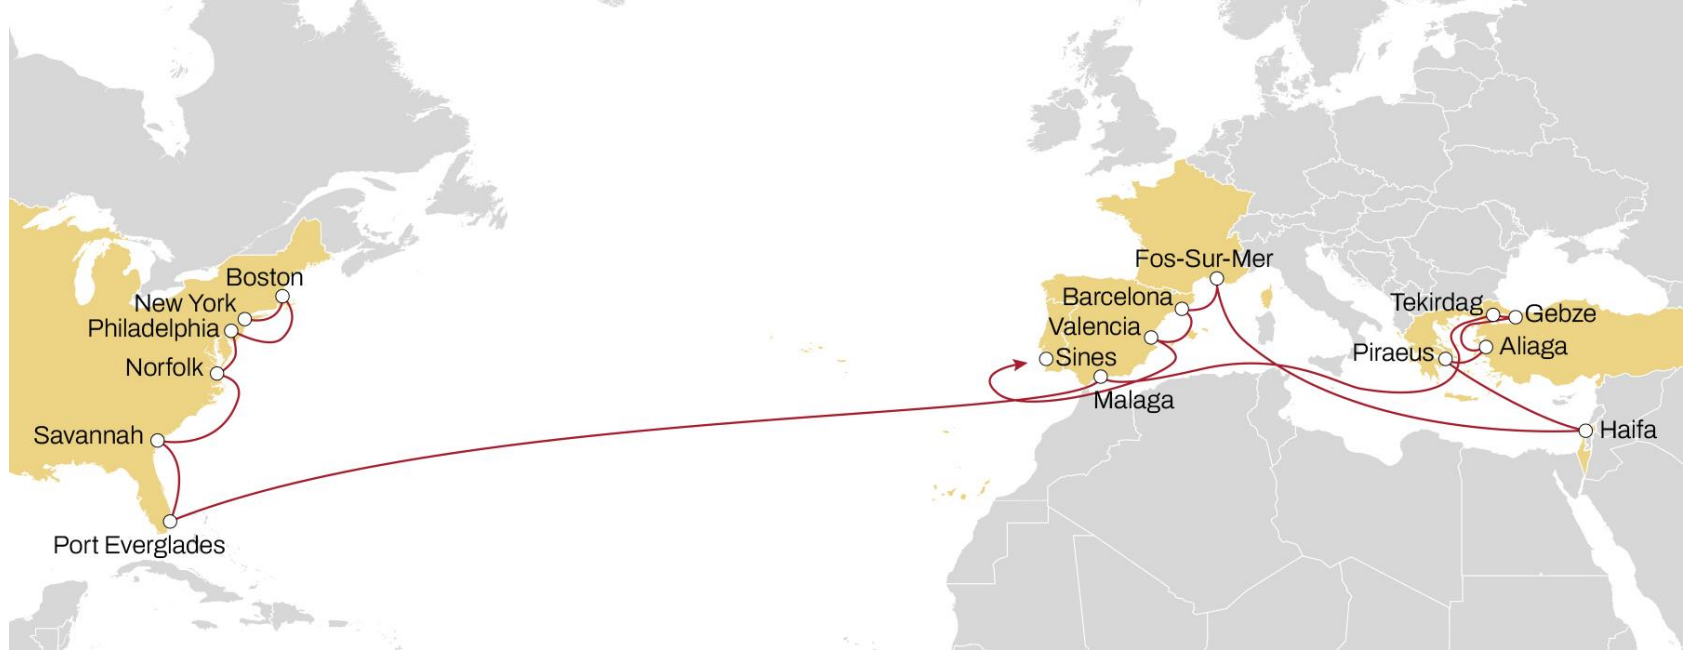 Boston
New York
Philadelphia
Norfolk
Savannah
Port Everglades
Fos-Sur-Mer
Barcelona
Valencia
Sines
Malaga
Tekirdag
Gebze
Piraeus
Aliaga
Haifa